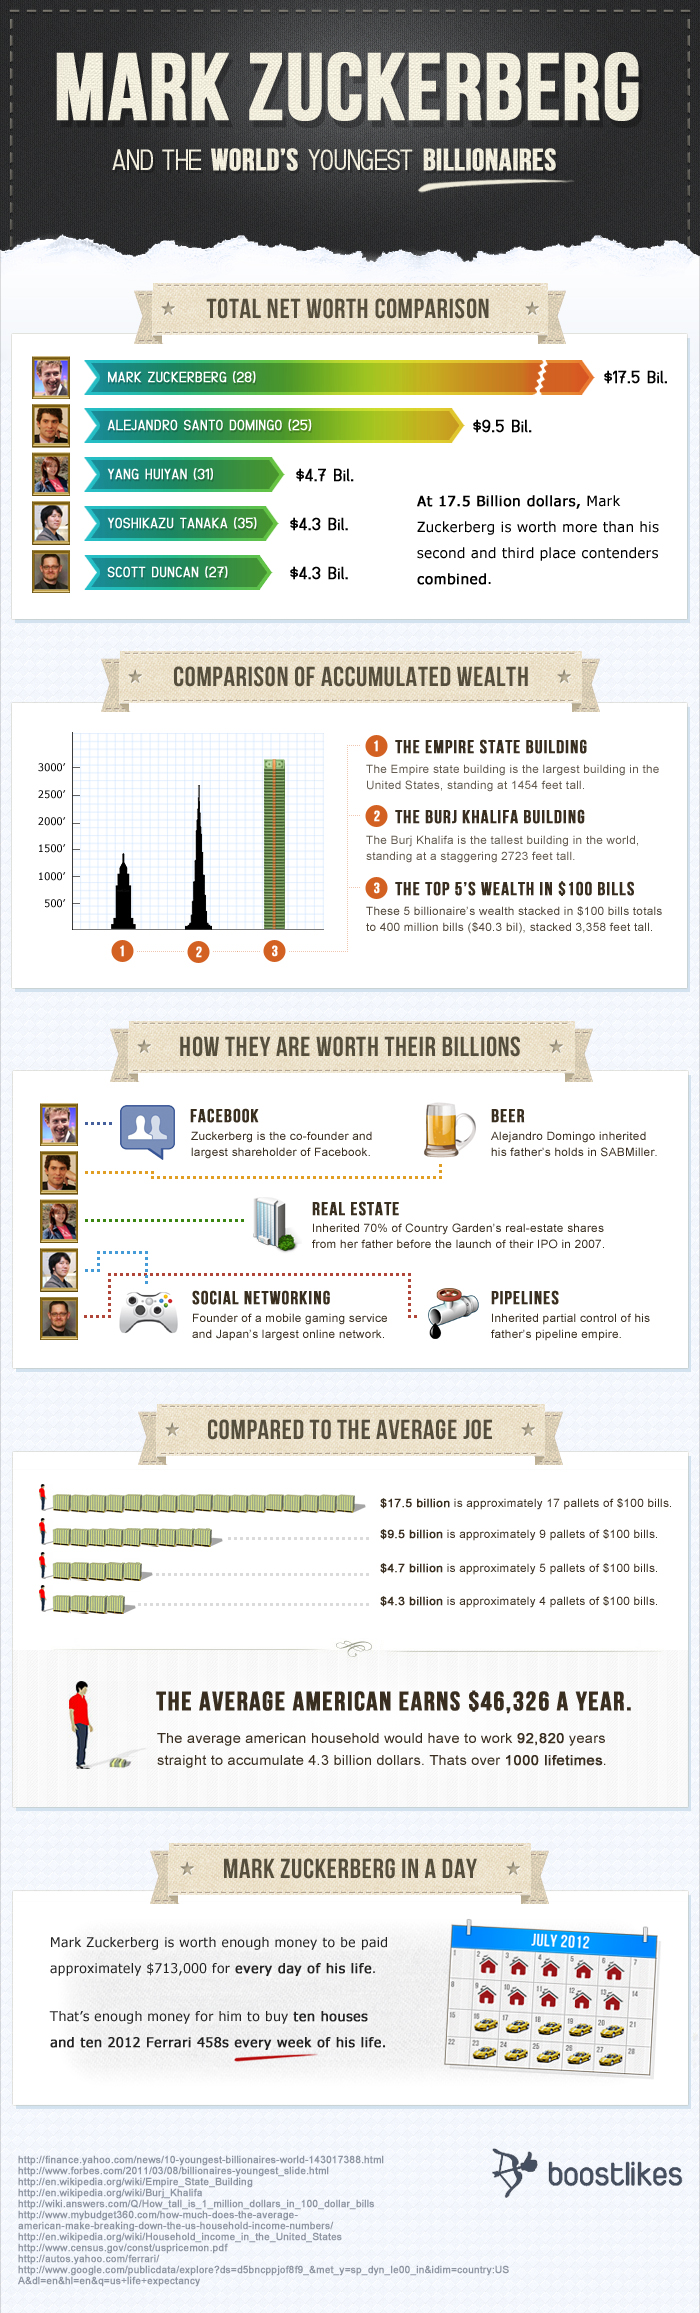 MARK ZUCKERBERG
AND THE WORLD'S YOUNGEST BILLIONAIRES
TOTAL NET WORTH COMPARISON
MARK ZUCKERBERG (28)
$17.5 Bil.
ALEJANDRO SANTO DOMINGO (25)
$9.5 Bil.
YANG HUIYAN (31)
$4.7 Bil.
YOSHIKAZU TANAKA (35)
$4.3 Bil.
SCOTT DUNCAN (27)
$4.3 Bil.
At 17.5 Billion dollars, Mark
Zuckerberg is worth more than his
second and third place contenders
combined.
COMPARISON OF ACCUMULATED WEALTH
3000'
2500'
2000'
1500'
1000'
500'
1
2
3
1 THE EMPIRE STATE BUILDING
The Empire state building is the largest building in the
United States, standing at 1454 feet tall.
2 THE BURJ KHALIFA BUILDING
The Burj Khalifa is the tallest building in the world,
standing at a staggering 2723 feet tall.
3 THE TOP 5'S WEALTH IN $100 BILLS
These 5 billionaire's wealth stacked in $100 bills totals
to 400 million bills ($40.3 bil), stacked 3,358 feet tall.
HOW THEY ARE WORTH THEIR BILLIONS
FACEBOOK
Zuckerberg is the co-founder and
largest shareholder of Facebook.
BEER
Alejandro Domingo inherited
his father's holds in SABMiller.
REAL ESTATE
Inherited 70% of Country Garden's real-estate shares
from her father before the launch of their IPO in 2007.
SOCIAL NETWORKING
Founder of a mobile gaming service
and Japan's largest online network.
PIPELINES
Inherited partial control of his
father's pipeline empire.
COMPARED TO THE AVERAGE JOE
$17.5 billion is approximately 17 pallets of $100 bills.
$9.5 billion is approximately 9 pallets of $100 bills.
$4.7 billion is approximately 5 pallets of $100 bills.
$4.3 billion is approximately 4 pallets of $100 bills.
THE AVERAGE AMERICAN EARNS $46,326 A YEAR.
The average american household would have to work 92,820 years
straight to accumulate 4.3 billion dollars. Thats over 1000 lifetimes.
MARK ZUCKERBERG IN A DAY
Mark Zuckerberg is worth enough money to be paid
approximately $713,000 for every day of his life.
That's enough money for him to buy ten houses
and ten 2012 Ferrari 458s every week of his life.
JULY 2012
1 2 3 4 5 6 7
8 9 10 11 12 13 14
15 16 17 18 19 20 21
22 23 24 25 26 27 28
http://finance.yahoo.com/news/10-youngest-billionaires-world-143017388.html
http://www.forbes.com/2011/03/08/billionaires-youngest_slide.html
http://en.wikipedia.org/wiki/Empire_State_Building
http://en.wikipedia.org/wiki/Burj_Khalifa
http://wiki.answers.com/Q/How_tall_is_1_million_dollars_in_100_dollar_bills
http://www.mybudget360.com/how-much-does-the-average-
american-make-breaking-down-the-us-household-income-numbers/
http://en.wikipedia.org/wiki/Household_income_in_the_United_States
http://www.census.gov/const/uspricemon.pdf
http://autos.yahoo.com/ferrari/
http://www.google.com/publicdata/explore?ds=d5bncppjof8f9_&met_y=sp_dyn_le00_in&idim=country:US
A&dl=en&hl=en&q=us+life+expectancy
boostlikes